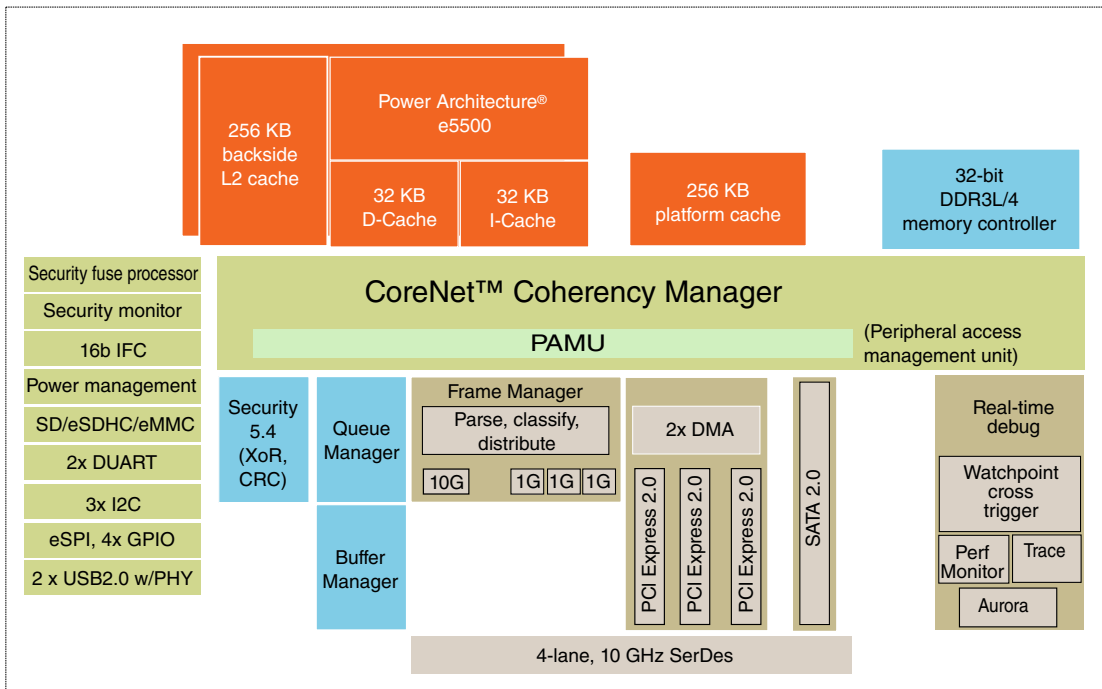 256 KB
backside
L2 cache
Power Architecture®
e5500
32 KB
D-Cache
32 KB
I-Cache
256 KB
platform cache
32-bit
DDR3L/4
memory controller
Security fuse processor
Security monitor
16b IFC
Power management
SD/eSDHC/eMMC
2x DUART
3x I2C
eSPI, 4x GPIO
2 x USB2.0 w/PHY
CoreNet™ Coherency Manager
PAMU
(Peripheral access
management unit)
Security
5.4
(XoR,
CRC)
Queue
Manager
Buffer
Manager
Frame Manager
Parse, classify,
distribute
10G
1G
1G
1G
2x DMA
PCI Express 2.0
PCI Express 2.0
PCI Express 2.0
SATA 2.0
Real-time
debug
Watchpoint
cross
trigger
Perf
Monitor
Trace
Aurora
4-lane, 10 GHz SerDes